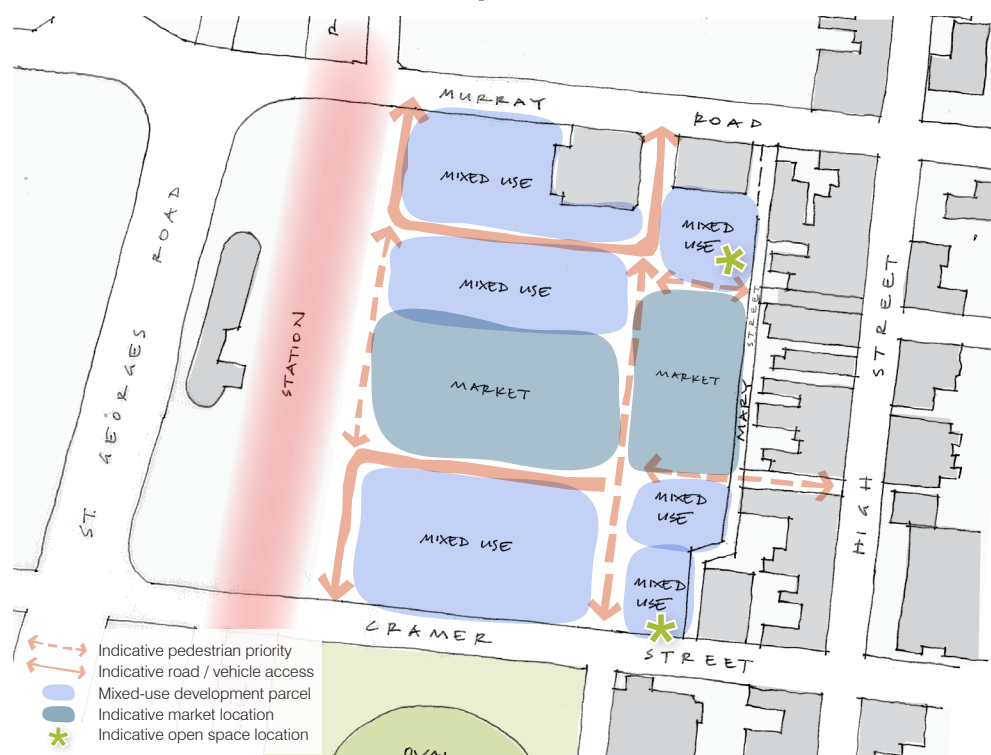 MURRAY
ROAD
MIXED USE
MIXED
USE
ST. GEORGES ROAD
MIXED USE
STATION
MARKET
MARKET
MARY STREET
HIGH STREET
MIXED
USE
MIXED USE
MIXED
USE
CRAMER
STREET
Indicative pedestrian priority
Indicative road / vehicle access
Mixed-use development parcel
Indicative market location
Indicative open space location
OVAL